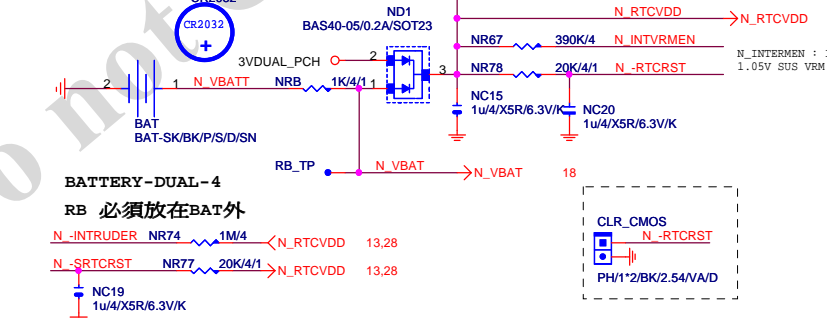 CR2032
ND1
BAS40-05/0.2A/SOT23
N_RTCVDD
N_RTCVDD
CR2032
+
3VDUAL_PCH
2
NR67
390K/4
N_INTVRMEN
N_INTERMEN :
1.05V SUS VRM
3
NR78
20K/4/1
N_-RTCRST
2
1
N_VBATT
NRB
1K/4/1
1
NC15
1u/4/X5R/6.3V/K
NC20
1u/4/X5R/6.3V/K
BAT
BAT-SK/BK/P/S/D/SN
RB_TP
N_VBAT
N_VBAT
18
BATTERY-DUAL-4
RB 必須放在BAT外
CLR_CMOS
N_-RTCRST
PH/1*2/BK/2.54/VA/D
N_-INTRUDER
NR74
1M/4
N_RTCVDD
13,28
N_-SRTCRST
NR77
20K/4/1
N_RTCVDD
13,28
NC19
1u/4/X5R/6.3V/K
o not